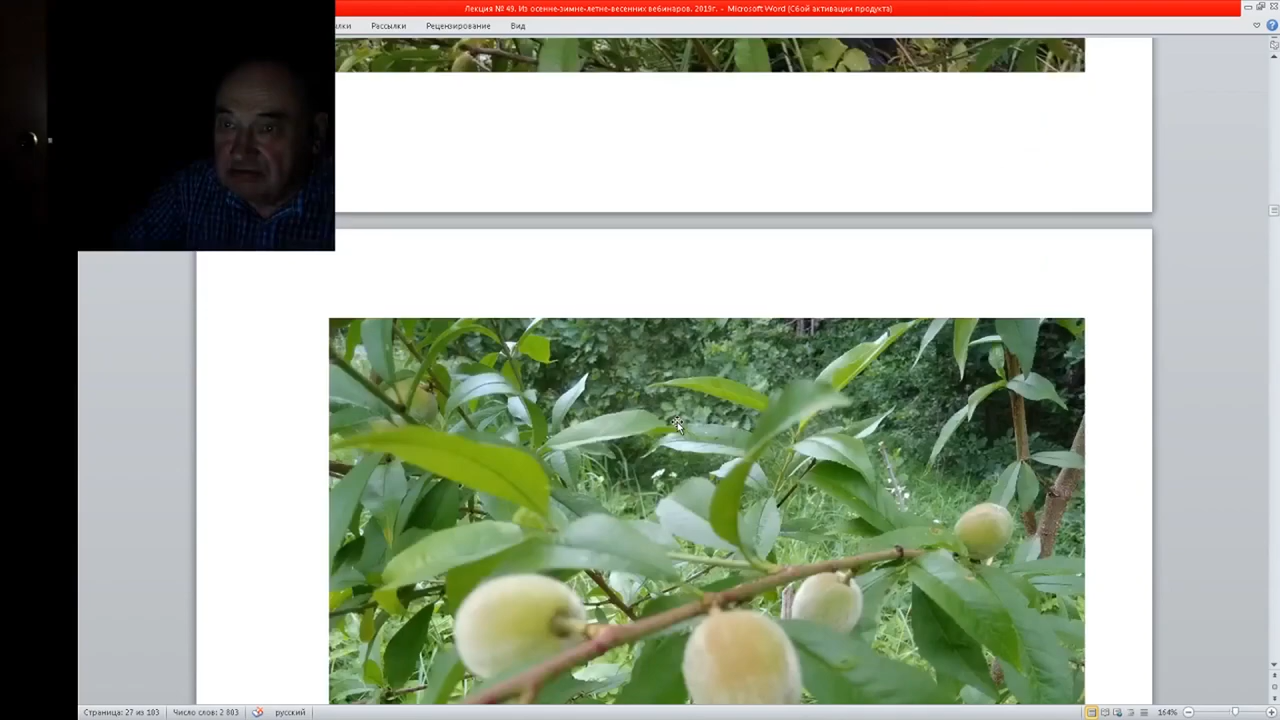 Лекция № 49. Из осенне-зимне-летне-весенних вебинаров. 2019г. - Microsoft Word (Сбой активации продукта)
Рассылки Рецензирование Вид
Страница: 27 из 103 Число слов: 2 803 русский 164%